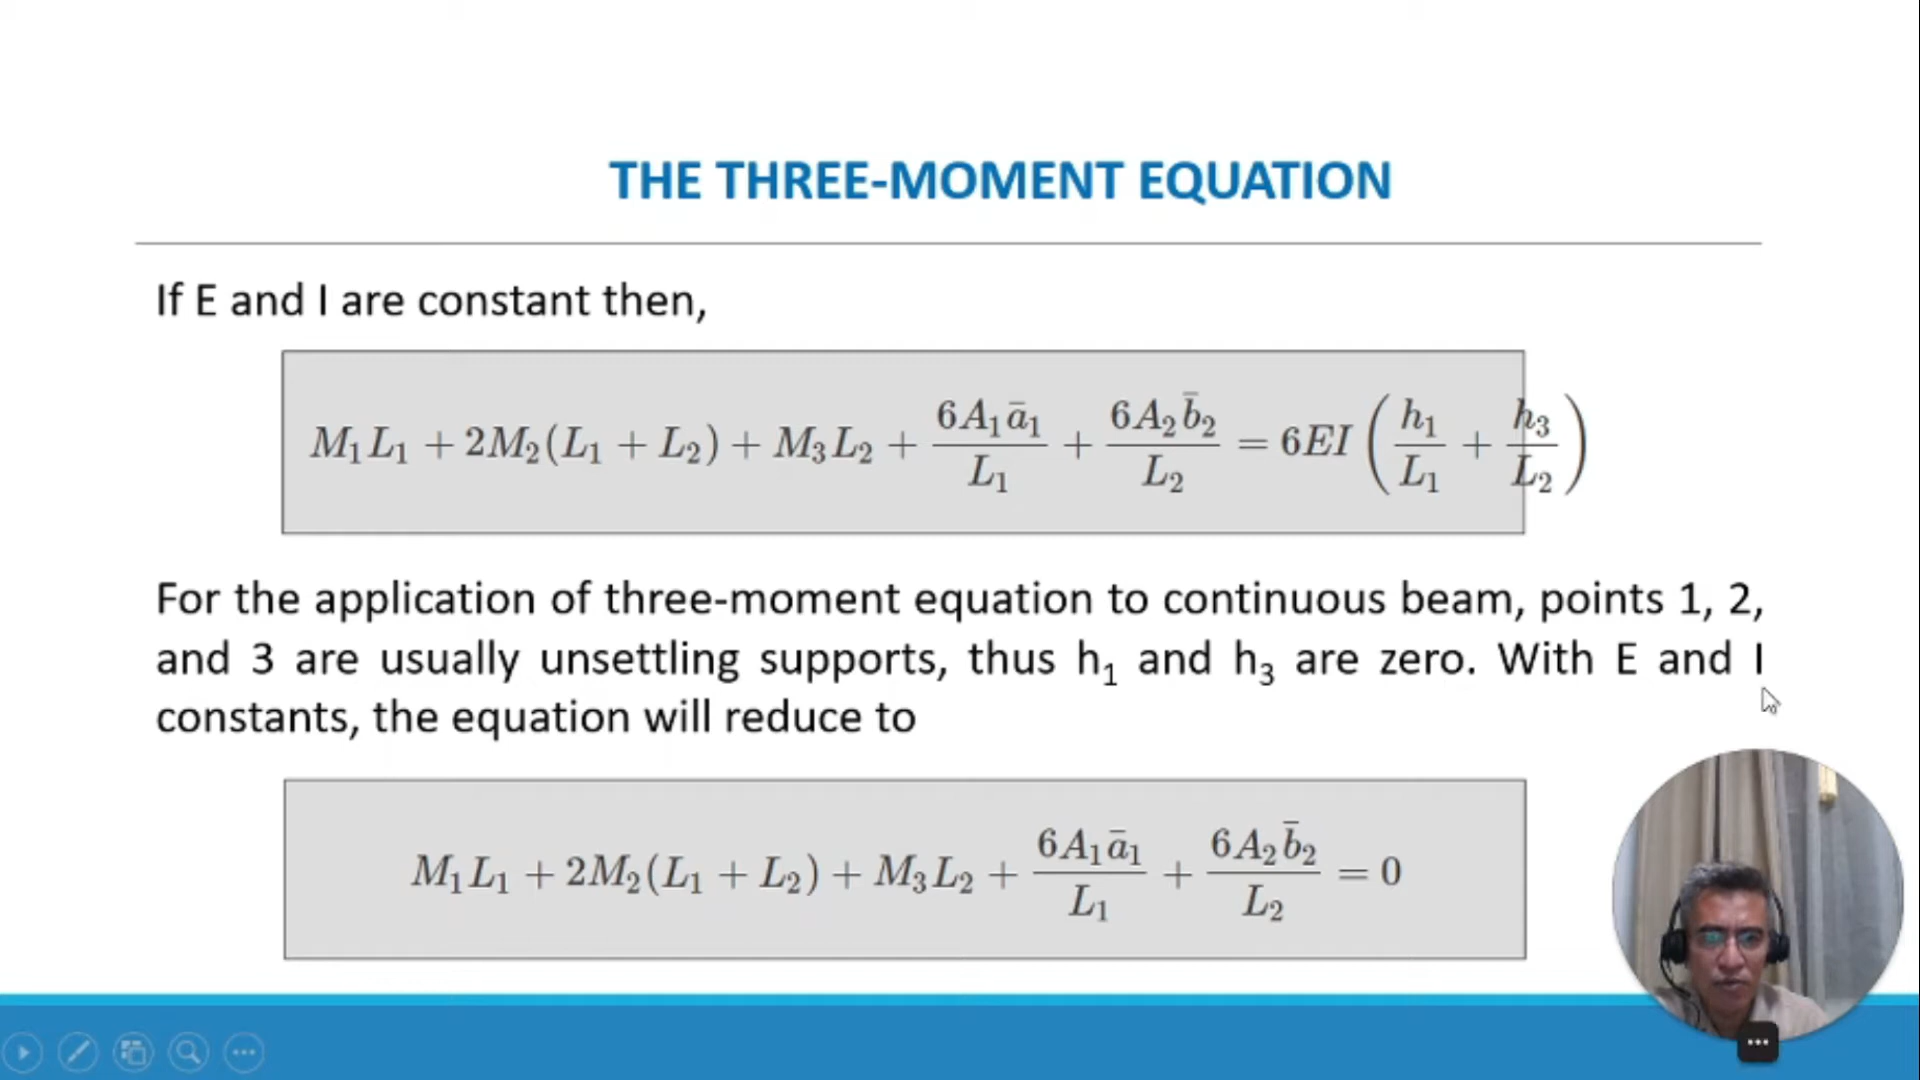 THE THREE-MOMENT EQUATION
If E and I are constant then,
M₁L₁ + 2M₂(L₁ + L₂) + M₃L₂ + 6A₁ā₁/L₁ + 6A₂b̄₂/L₂ = 6EI (h₁/L₁ + h₃/L₂)
For the application of three-moment equation to continuous beam, points 1, 2,
and 3 are usually unsettling supports, thus h₁ and h₃ are zero. With E and I
constants, the equation will reduce to
M₁L₁ + 2M₂(L₁ + L₂) + M₃L₂ + 6A₁ā₁/L₁ + 6A₂b̄₂/L₂ = 0